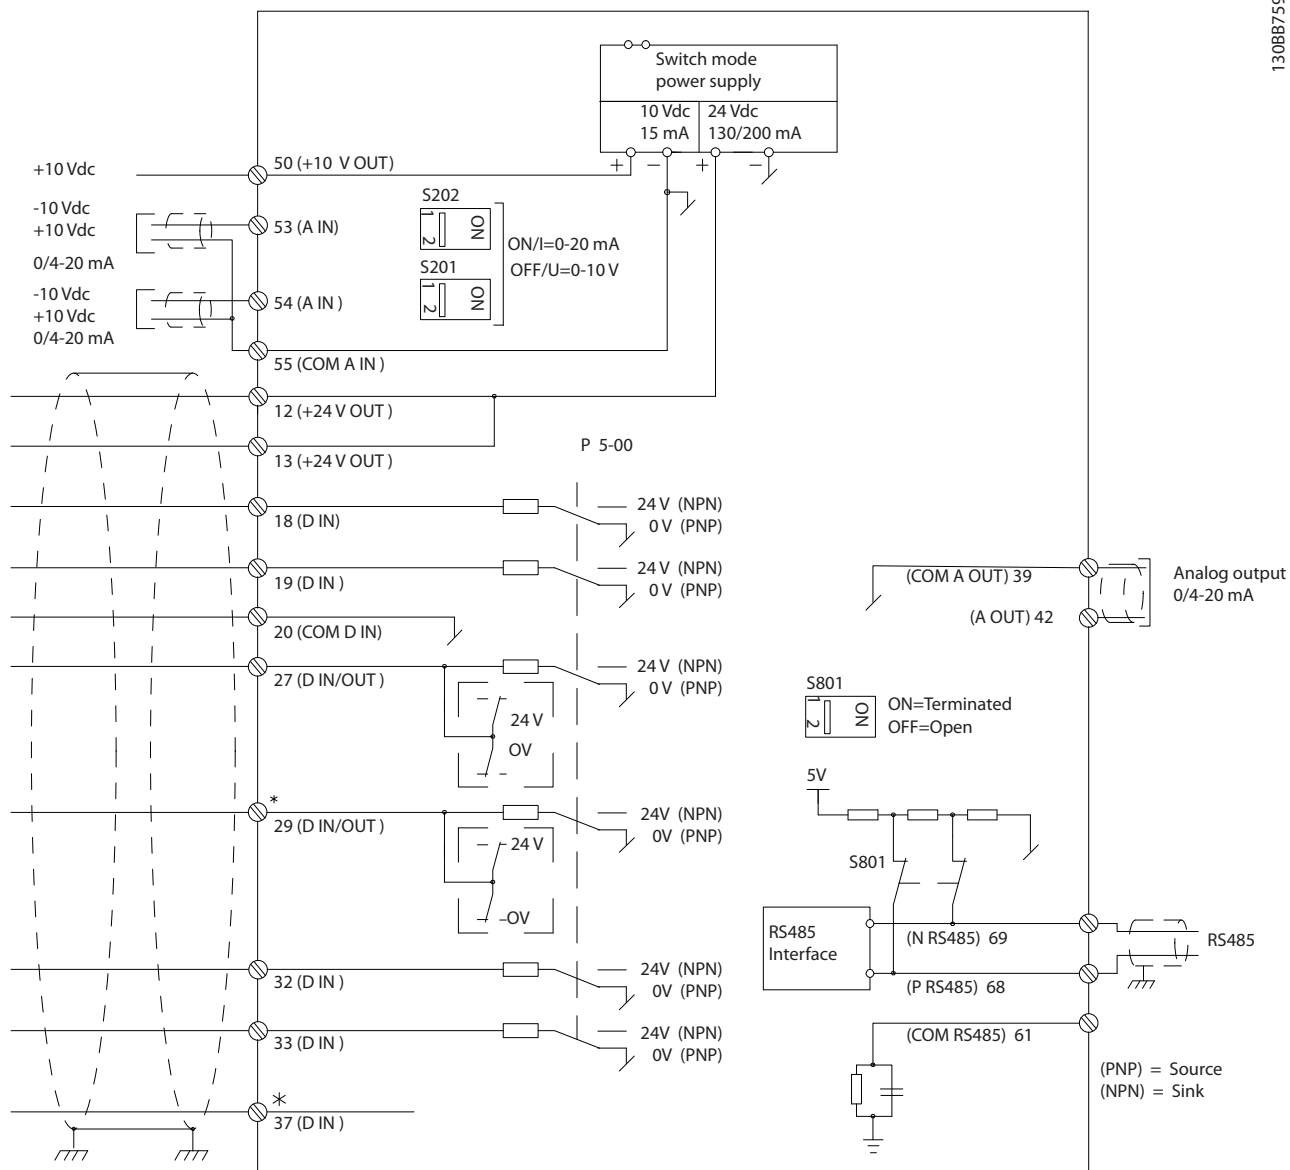 130BB759
Switch mode
power supply
10 Vdc
15 mA
24 Vdc
130/200 mA
+ − + −
+10 Vdc
50 (+10 V OUT)
-10 Vdc
+10 Vdc
0/4-20 mA
53 (A IN)
S202
1
2
ON
ON/I=0-20 mA
OFF/U=0-10 V
S201
1
2
ON
-10 Vdc
+10 Vdc
0/4-20 mA
54 (A IN )
55 (COM A IN )
12 (+24 V OUT )
13 (+24 V OUT )
P 5-00
18 (D IN)
24 V (NPN)
0 V (PNP)
19 (D IN )
24 V (NPN)
0 V (PNP)
20 (COM D IN)
27 (D IN/OUT )
24 V (NPN)
0 V (PNP)
24 V
OV
*
29 (D IN/OUT )
24V (NPN)
0V (PNP)
24 V
OV
32 (D IN )
24V (NPN)
0V (PNP)
33 (D IN )
24V (NPN)
0V (PNP)
*
37 (D IN )
(COM A OUT) 39
(A OUT) 42
Analog output
0/4-20 mA
S801
1
2
ON
ON=Terminated
OFF=Open
5V
S801
RS485
Interface
(N RS485) 69
RS485
(P RS485) 68
(COM RS485) 61
(PNP) = Source
(NPN) = Sink